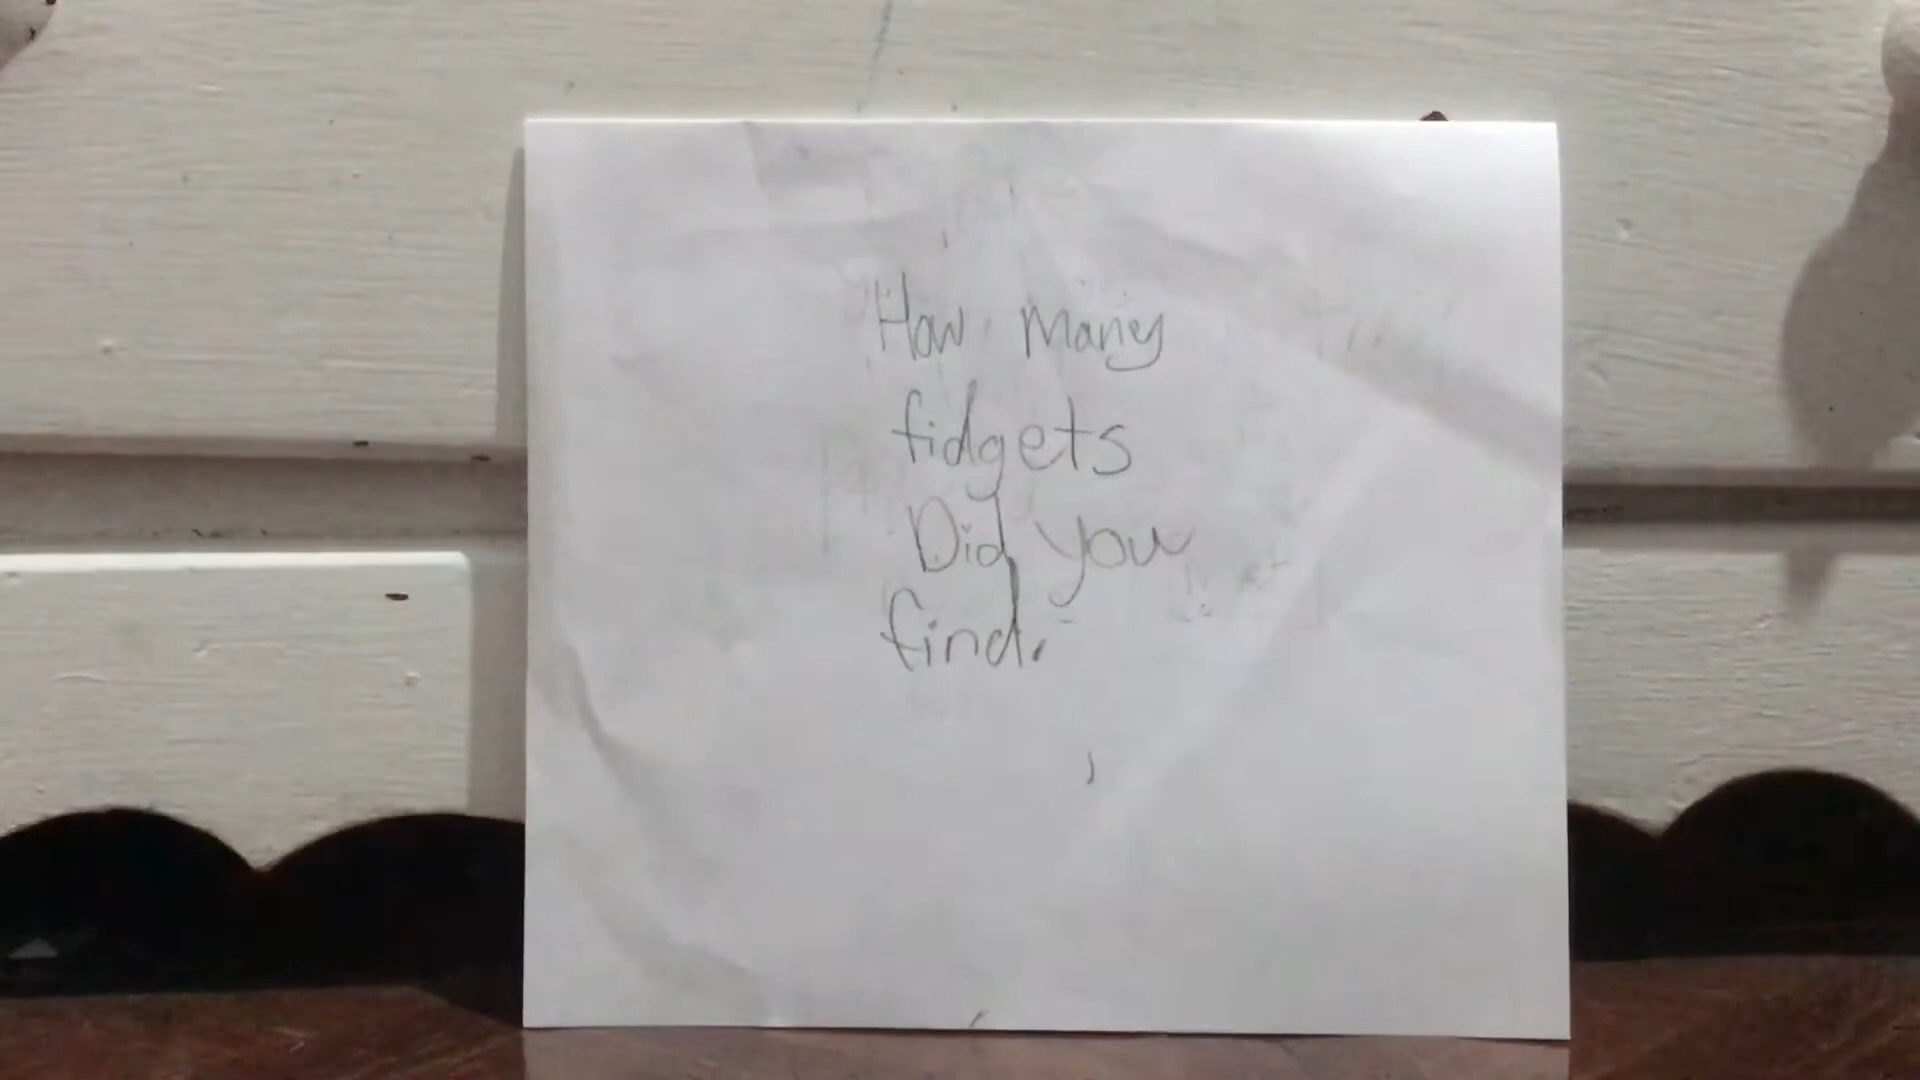 How many
fidgets
Did you
find.